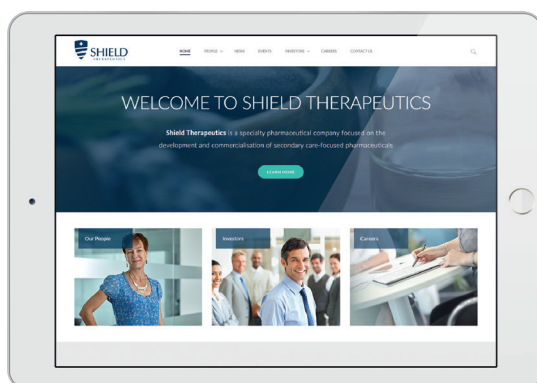 SHIELD
THERAPEUTICS
HOME PEOPLE NEWS EVENTS INVESTORS CAREERS CONTACT US
WELCOME TO SHIELD THERAPEUTICS
Shield Therapeutics is a specialty pharmaceutical company focused on the
development and commercialisation of secondary care-focused pharmaceuticals
LEARN MORE
Our People
Investors
Careers